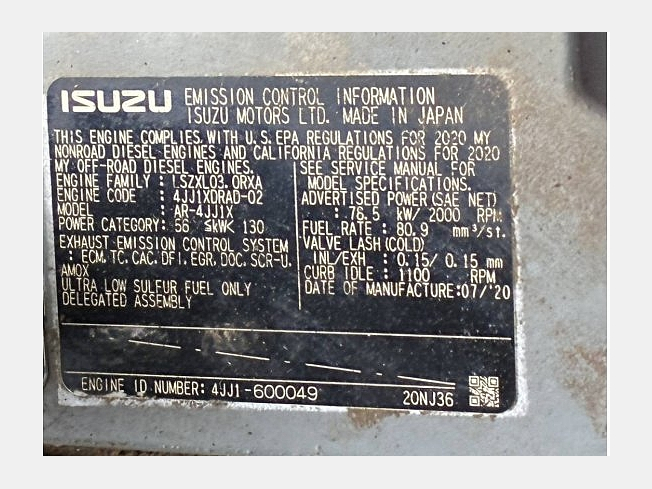 ISUZU EMISSION CONTROL INFORMATION
ISUZU MOTORS LTD. MADE IN JAPAN
THIS ENGINE COMPLIES WITH U.S. EPA REGULATIONS FOR 2020 MY
NONROAD DIESEL ENGINES AND CALIFORNIA REGULATIONS FOR 2020
MY OFF-ROAD DIESEL ENGINES.
ENGINE FAMILY : LSZXL03.0RXA
ENGINE CODE : 4JJ1XDRAD-02
MODEL : AR-4JJ1X
POWER CATEGORY: 56 ≤kW< 130
EXHAUST EMISSION CONTROL SYSTEM
: ECM, TC, CAC, DFI, EGR, DOC, SCR-U,
AMOX
ULTRA LOW SULFUR FUEL ONLY
DELEGATED ASSEMBLY
SEE SERVICE MANUAL FOR
MODEL SPECIFICATIONS.
ADVERTISED POWER (SAE NET)
: 78.5 kW/ 2000 RPM
FUEL RATE : 80.9 mm³/st.
VALVE LASH (COLD)
INL/EXH : 0.15/ 0.15 mm
CURB IDLE : 1100 RPM
DATE OF MANUFACTURE:07/'20
ENGINE ID NUMBER: 4JJ1-600049
20NJ36